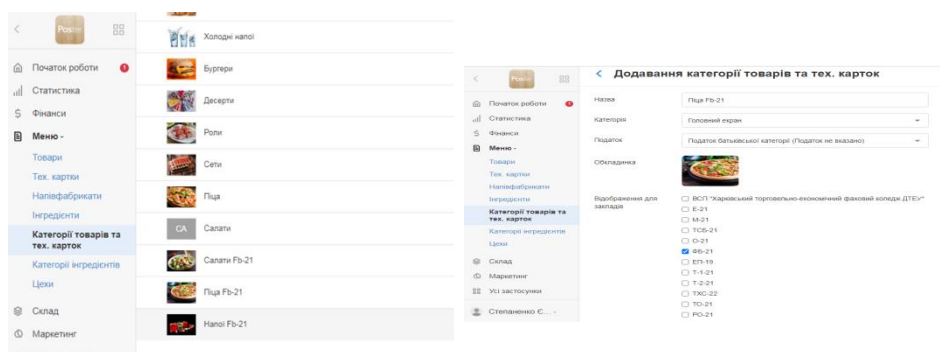 Poster
Початок роботи
Статистика
Фінанси
Меню -
Товари
Тех. картки
Напівфабрикати
Інгредієнти
Категорії товарів та
тех. карток
Категорії інгредієнтів
Цехи
Склад
Маркетинг
Холодні напої
Бургери
Десерти
Роли
Сети
Піца
СА Салати
Салати Fb-21
Піца Fb-21
Напої Fb-21
Poster
Початок роботи
Статистика
Фінанси
Меню -
Товари
Тех. картки
Напівфабрикати
Інгредієнти
Категорії товарів та
тех. карток
Категорії інгредієнтів
Цехи
Склад
Маркетинг
Усі застосунки
Степаненко Є...
Додавання категорії товарів та тех. карток
Назва Піца Fb-21
Категорія Головний екран
Податок Податок батьківської категорії (Податок не вказано)
Обкладинка
Відображення для
закладів
ВСП "Харківський торговельно-економічний фаховий коледж ДТЕУ"
Е-21
М-21
ТСБ-21
О-21
ФБ-21
ЕП-19
Т-1-21
Т-2-21
ТХС-22
ТО-21
РО-21